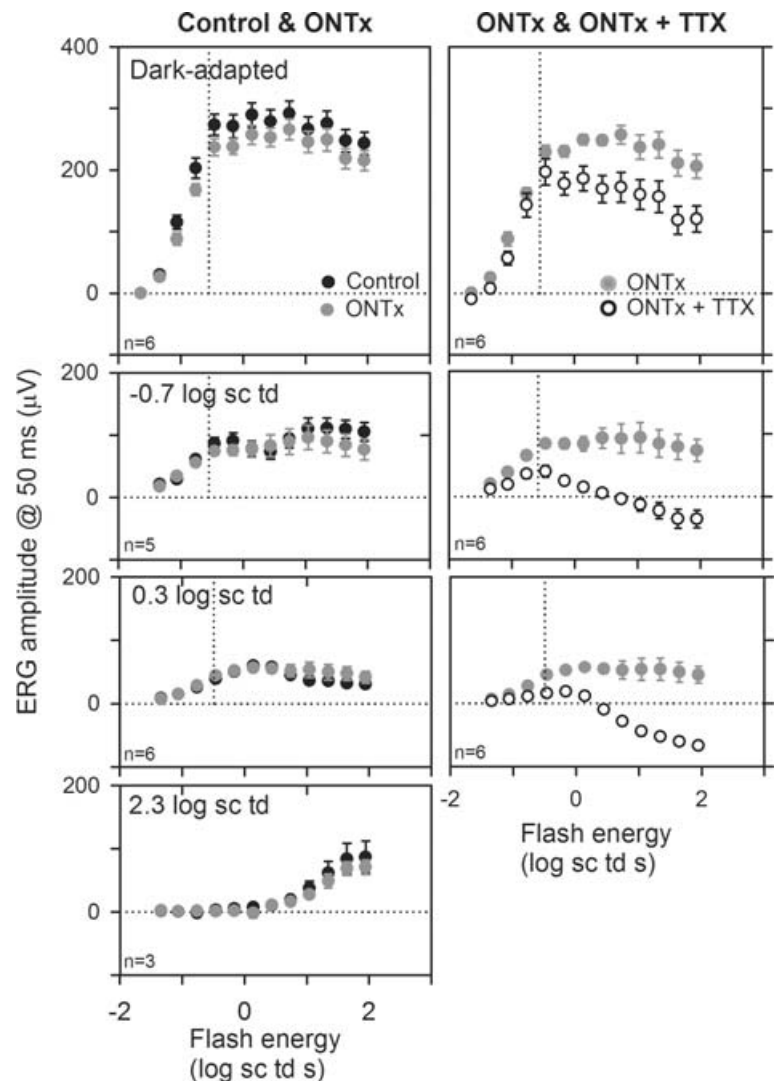 Control & ONTx
ONTx & ONTx + TTX
ERG amplitude @ 50 ms (µV)
400
200
0
Dark-adapted
Control
ONTx
n=6
ONTx
ONTx + TTX
n=6
200
0
-0.7 log sc td
n=5
n=6
200
0
0.3 log sc td
n=6
n=6
-2
0
2
Flash energy
(log sc td s)
200
0
2.3 log sc td
n=3
-2
0
2
Flash energy
(log sc td s)